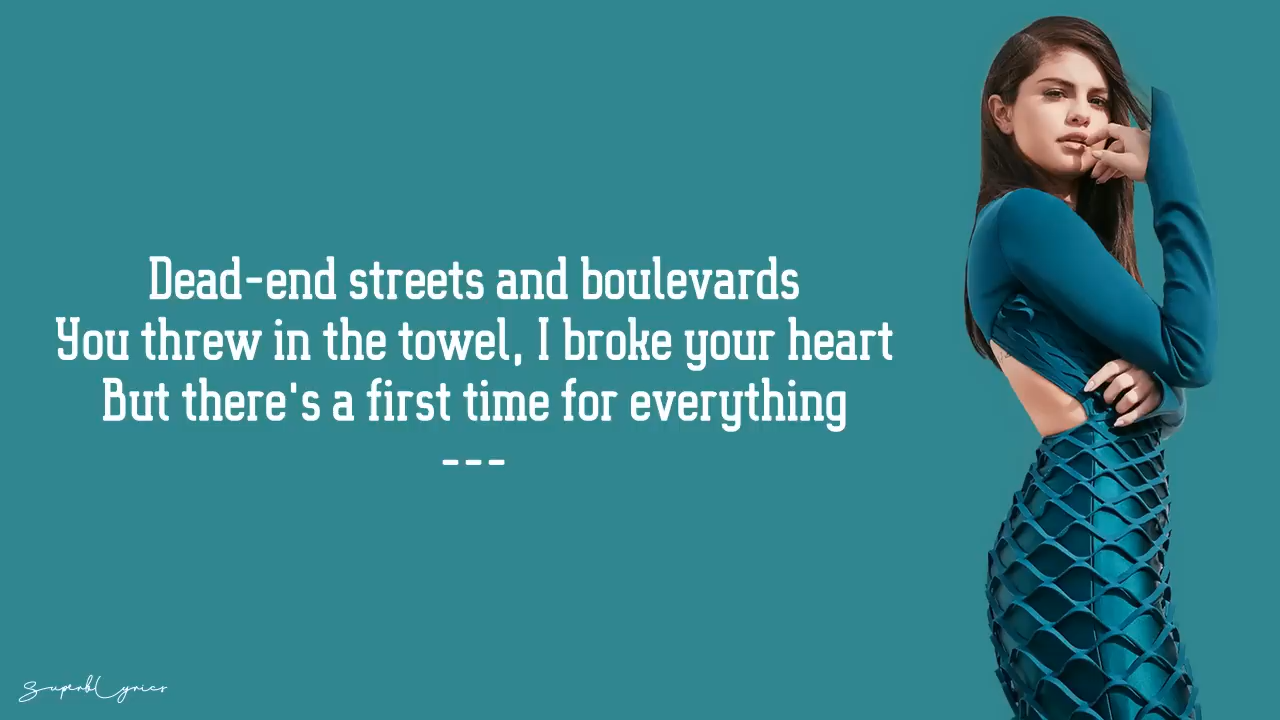 Dead-end streets and boulevards
You threw in the towel, I broke your heart
But there's a first time for everything
---
SuperbLyrics